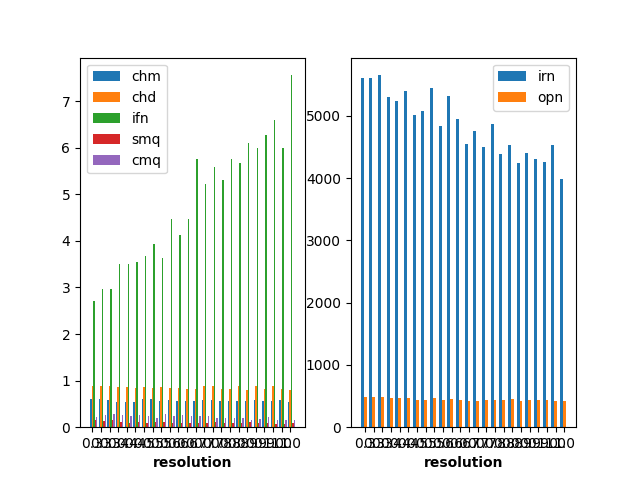 chm
chd
ifn
smq
cmq
7
6
5
4
3
2
1
0
resolution
irn
opn
5000
4000
3000
2000
1000
0
resolution